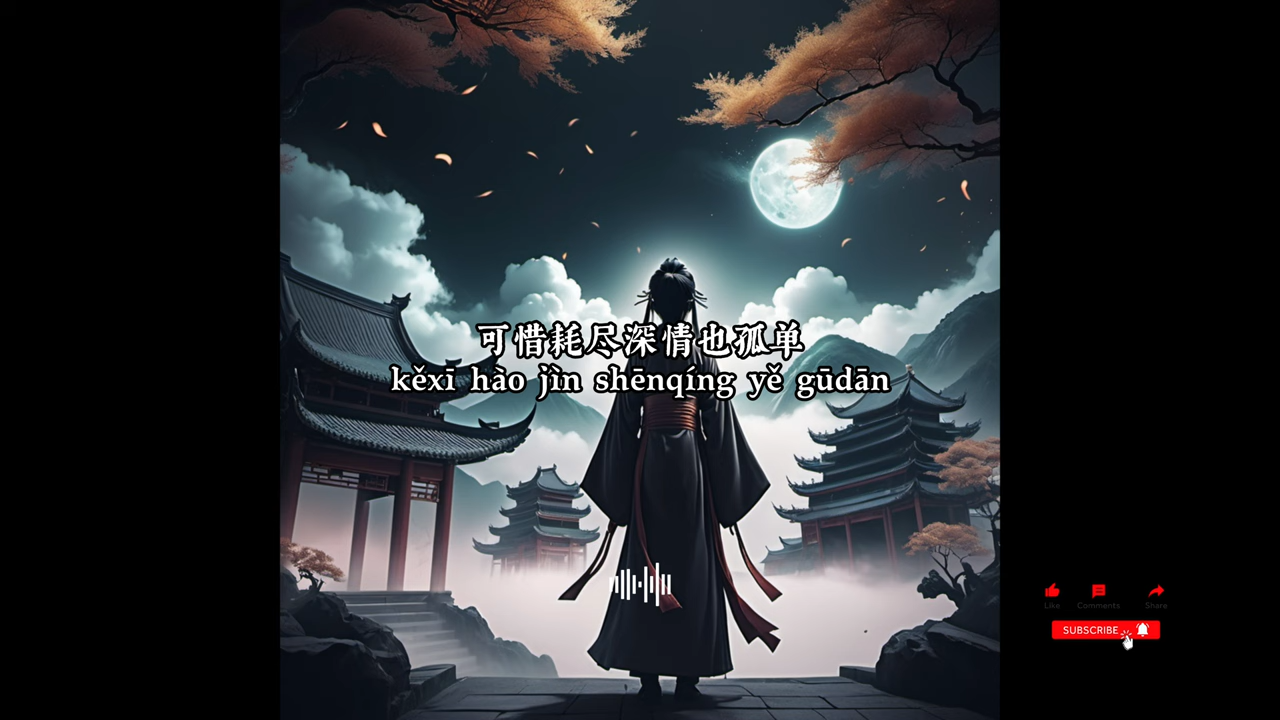 可惜耗尽深情也孤单
kěxī hào jìn shēnqíng yě gūdān
Like Comments Share
SUBSCRIBE